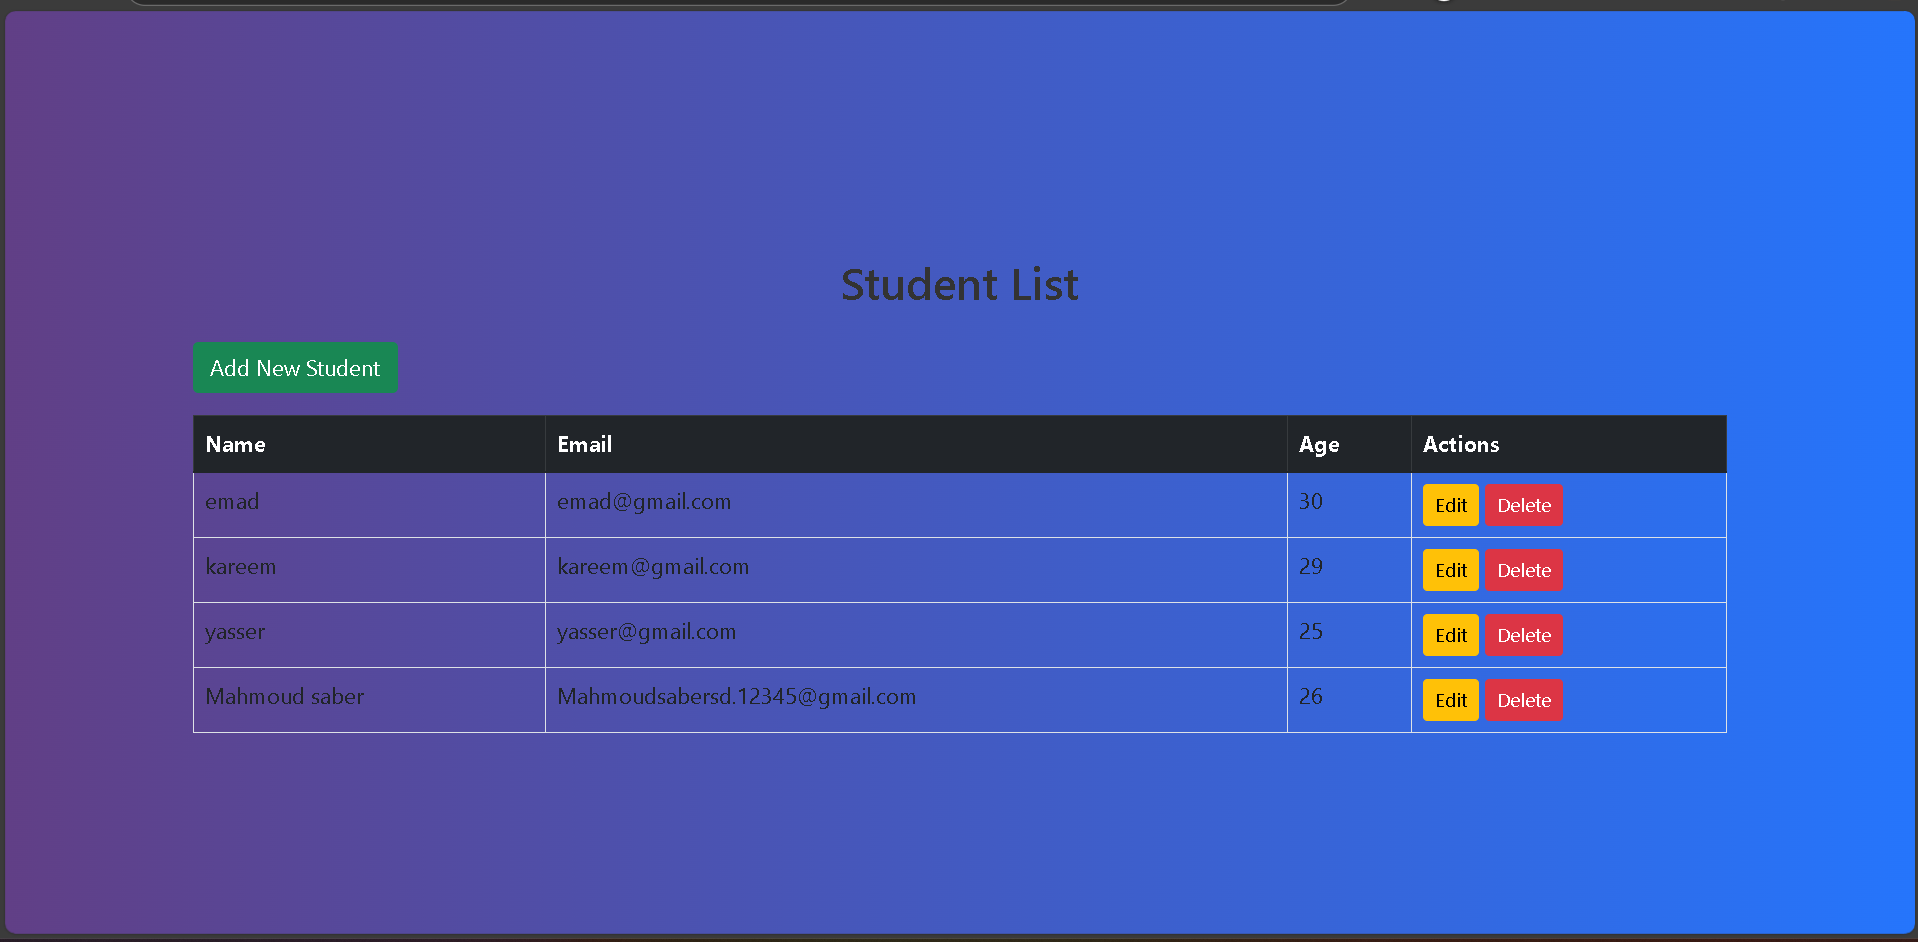 Student List
Add New Student
Name Email Age Actions
emad emad@gmail.com 30 Edit Delete
kareem kareem@gmail.com 29 Edit Delete
yasser yasser@gmail.com 25 Edit Delete
Mahmoud saber Mahmoudsabersd.12345@gmail.com 26 Edit Delete